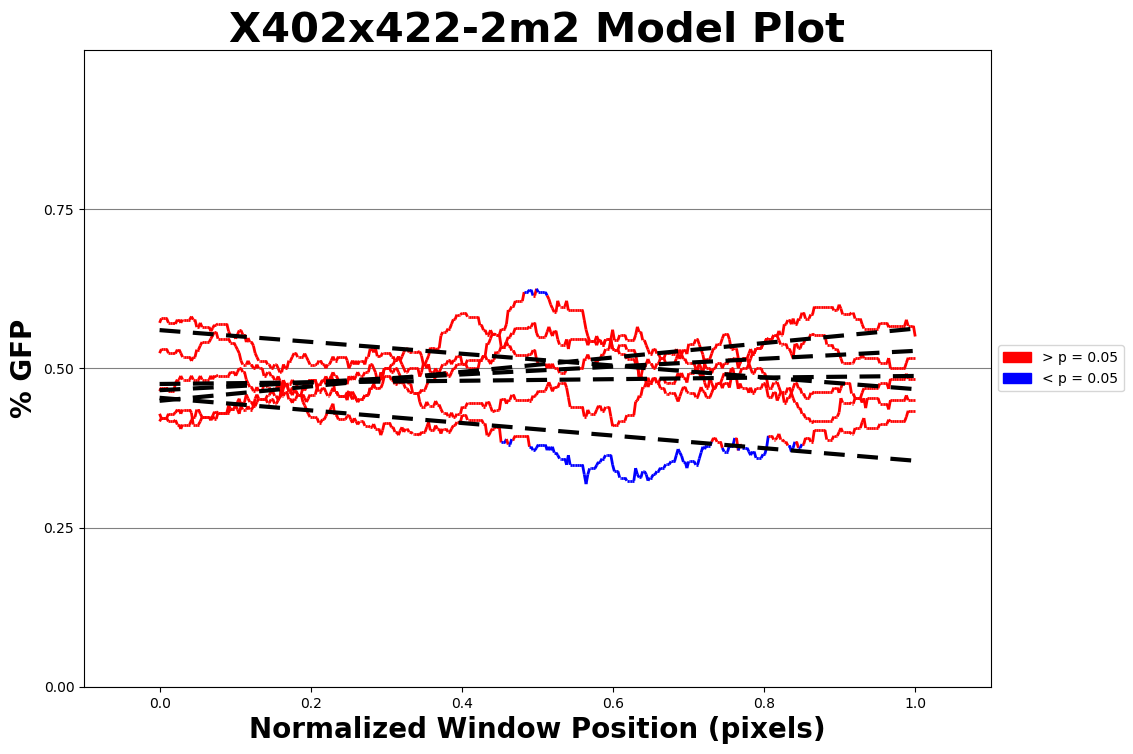 X402x422-2m2 Model Plot
% GFP
0.75
0.50
0.25
0.00
0.0 0.2 0.4 0.6 0.8 1.0
Normalized Window Position (pixels)
> p = 0.05
< p = 0.05